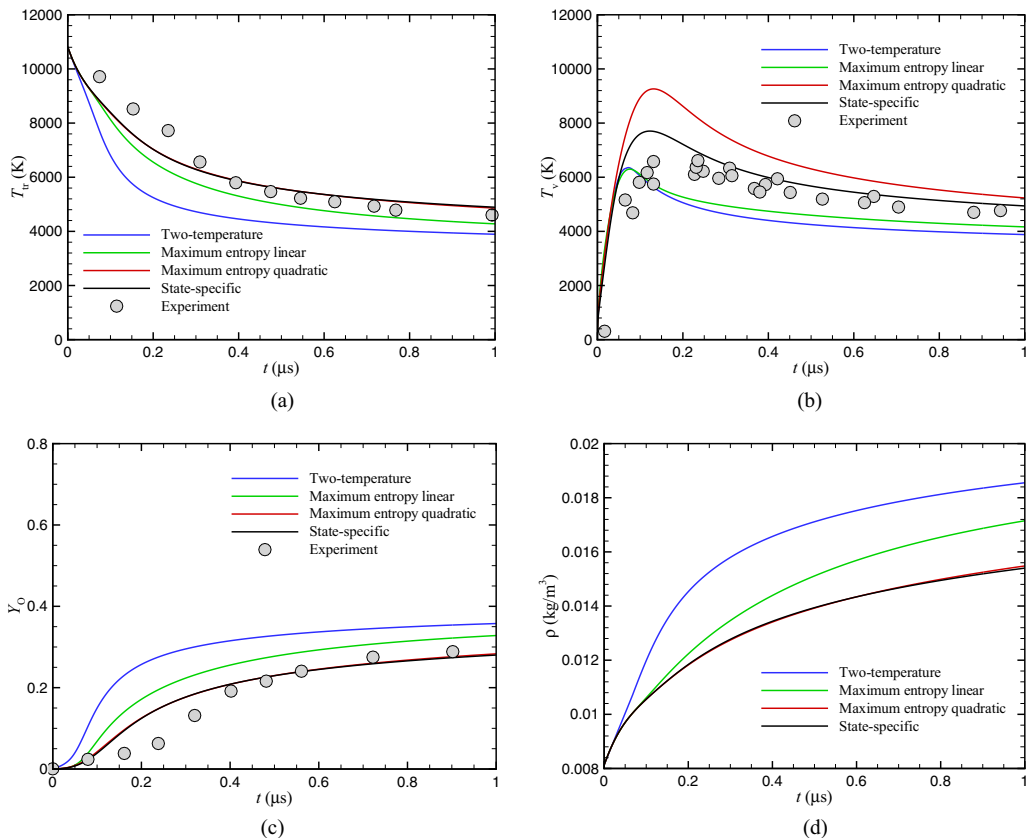 12000
10000
8000
6000
4000
2000
0
T_tr (K)
Two-temperature
Maximum entropy linear
Maximum entropy quadratic
State-specific
Experiment
0 0.2 0.4 0.6 0.8 1
t (μs)
(a)
12000
10000
8000
6000
4000
2000
0
T_v (K)
Two-temperature
Maximum entropy linear
Maximum entropy quadratic
State-specific
Experiment
0 0.2 0.4 0.6 0.8 1
t (μs)
(b)
0.8
0.6
0.4
0.2
0
Y_O
Two-temperature
Maximum entropy linear
Maximum entropy quadratic
State-specific
Experiment
0 0.2 0.4 0.6 0.8 1
t (μs)
(c)
0.02
0.018
0.016
0.014
0.012
0.01
0.008
ρ (kg/m³)
Two-temperature
Maximum entropy linear
Maximum entropy quadratic
State-specific
0 0.2 0.4 0.6 0.8 1
t (μs)
(d)